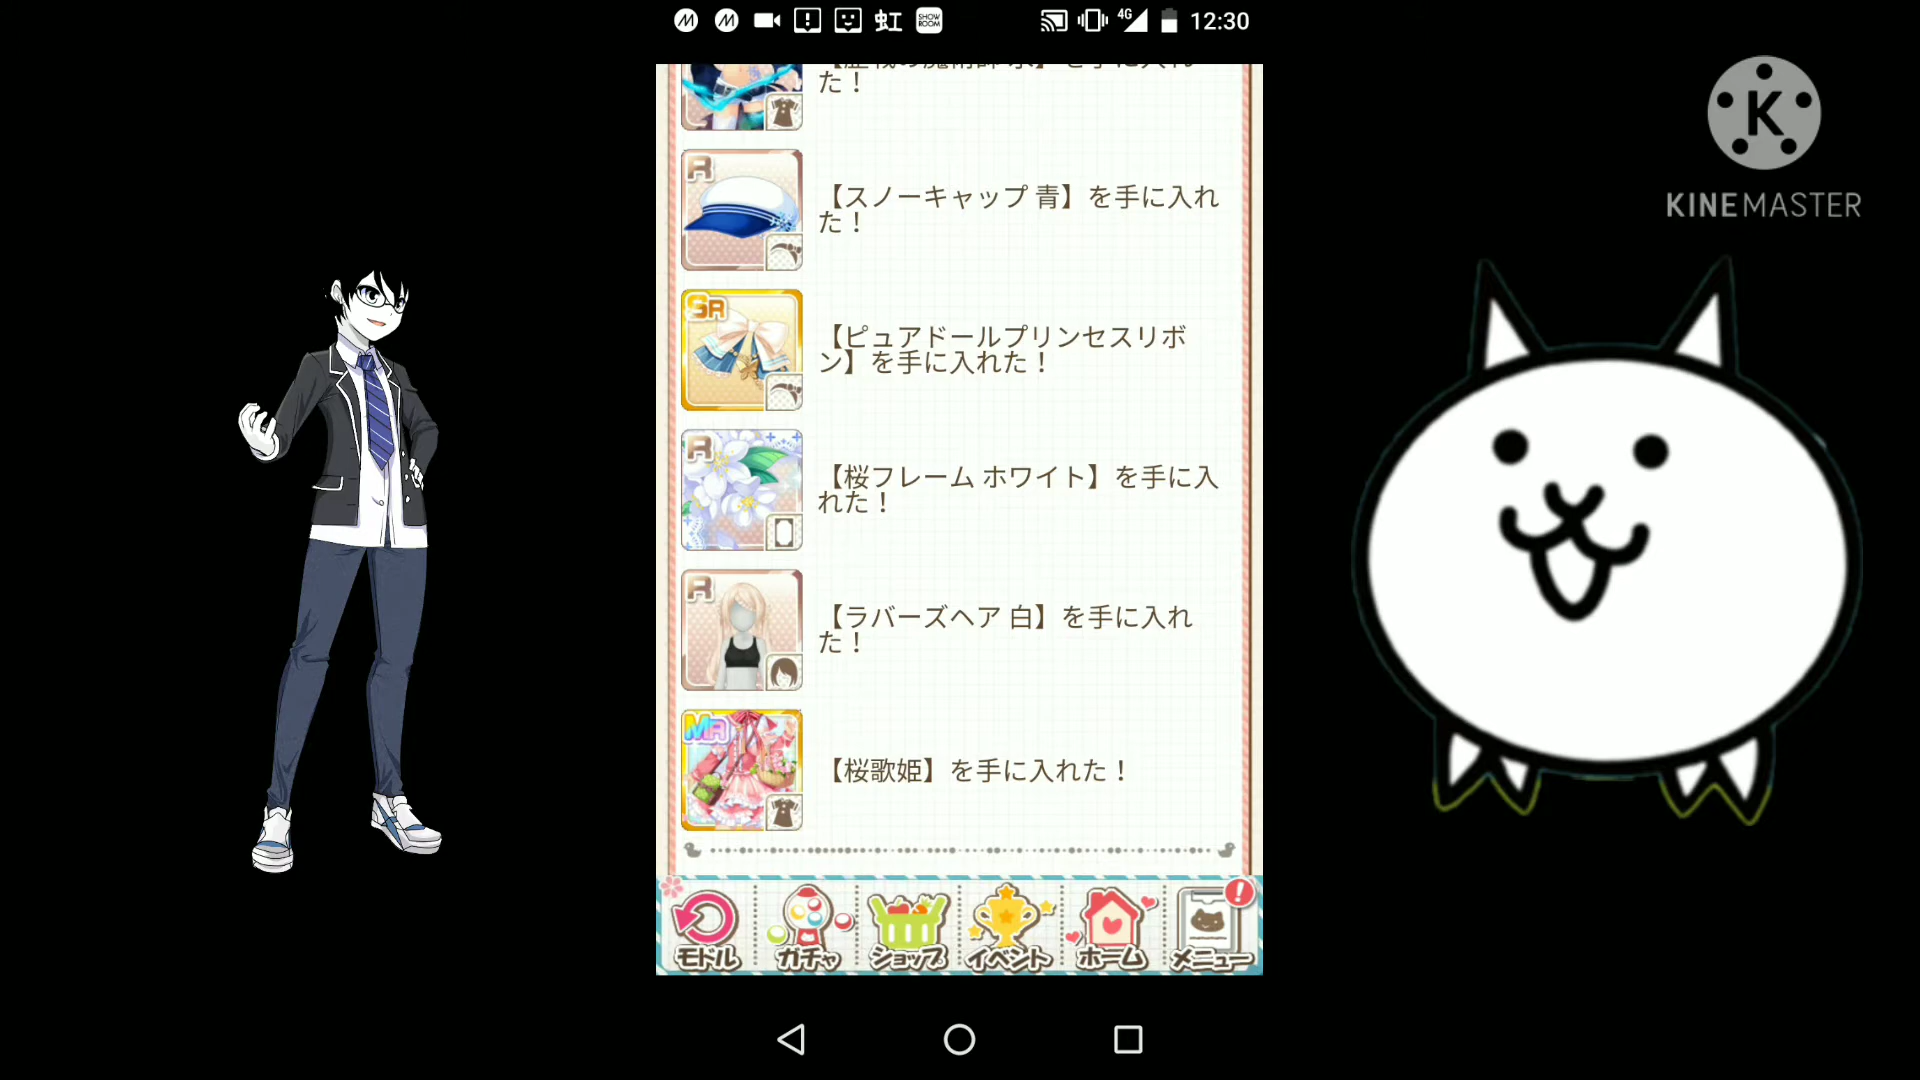 虹 SHOW ROOM 4G 12:30
K
KINEMASTER
た！
R
【スノーキャップ 青】を手に入れ
た！
SR
【ピュアドールプリンセスリボ
ン】を手に入れた！
R
【桜フレーム ホワイト】を手に入
れた！
R
【ラバーズヘア 白】を手に入れ
た！
MR
【桜歌姫】を手に入れた！
モドル ガチャ ショップ イベント ホーム メニュー